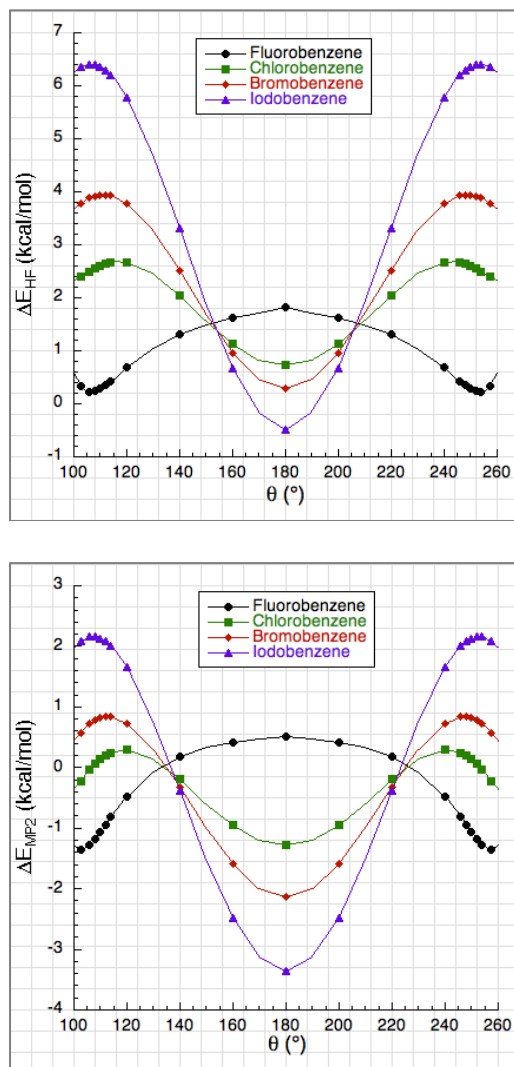 7
6
5
4
3
2
1
0
-1
ΔE_HF (kcal/mol)
Fluorobenzene
Chlorobenzene
Bromobenzene
Iodobenzene
100 120 140 160 180 200 220 240 260
θ (°)
3
2
1
0
-1
-2
-3
-4
ΔE_MP2 (kcal/mol)
Fluorobenzene
Chlorobenzene
Bromobenzene
Iodobenzene
100 120 140 160 180 200 220 240 260
θ (°)